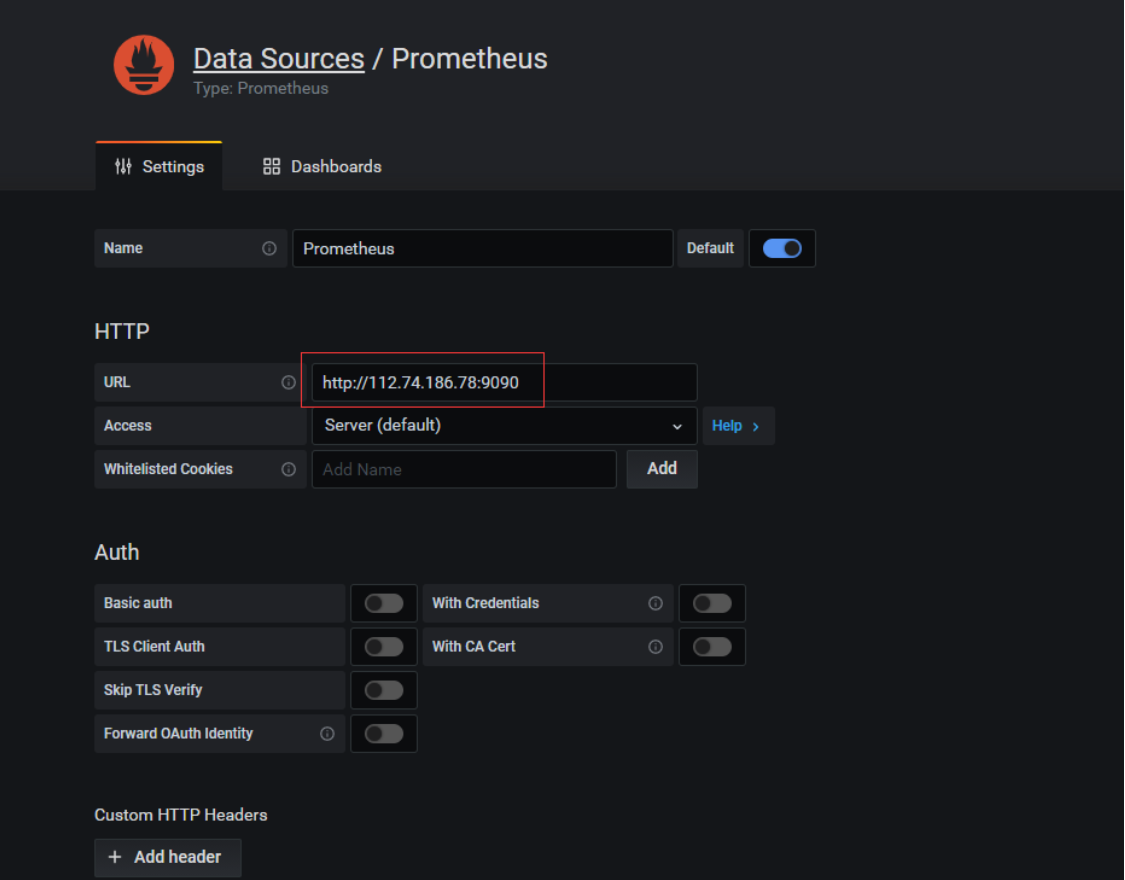 Data Sources / Prometheus
Type: Prometheus
Settings
Dashboards
Name
Prometheus
Default
HTTP
URL
http://112.74.186.78:9090
Access
Server (default)
Help
Whitelisted Cookies
Add Name
Add
Auth
Basic auth
With Credentials
TLS Client Auth
With CA Cert
Skip TLS Verify
Forward OAuth Identity
Custom HTTP Headers
+ Add header